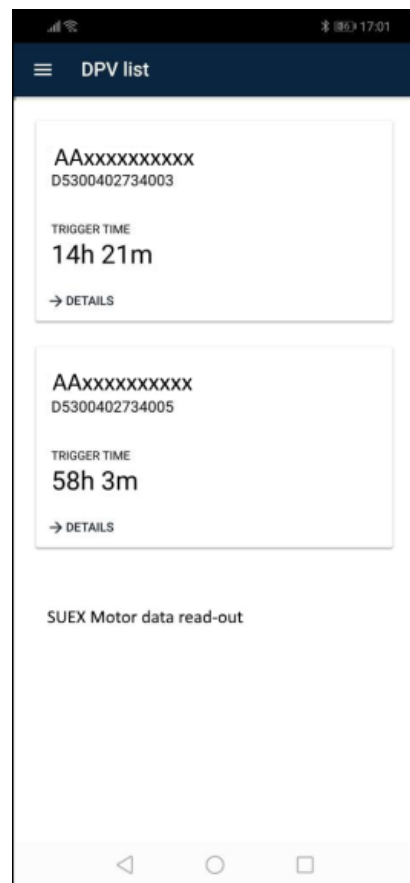 17:01
DPV list
AAxxxxxxxxxx
D5300402734003
TRIGGER TIME
14h 21m
→ DETAILS
AAxxxxxxxxxx
D5300402734005
TRIGGER TIME
58h 3m
→ DETAILS
SUEX Motor data read-out